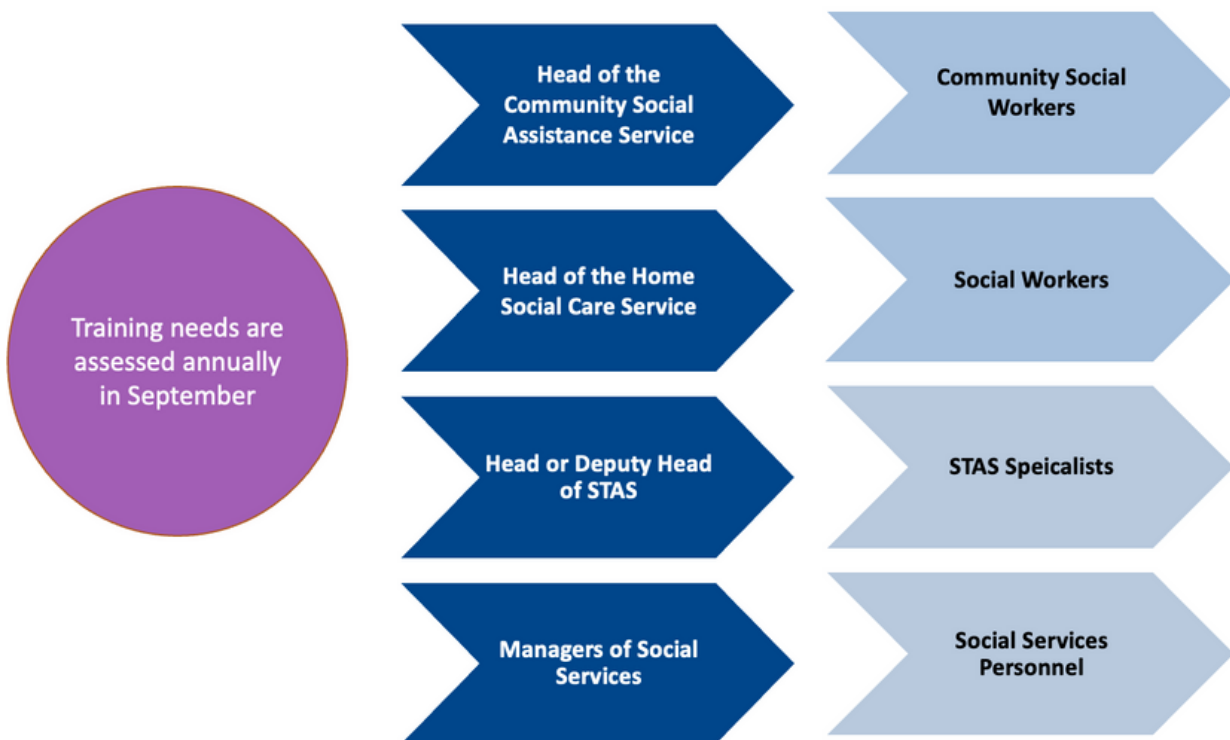 Training needs are
assessed annually
in September
Head of the
Community Social
Assistance Service
Community Social
Workers
Head of the Home
Social Care Service
Social Workers
Head or Deputy Head
of STAS
STAS Speicalists
Managers of Social
Services
Social Services
Personnel